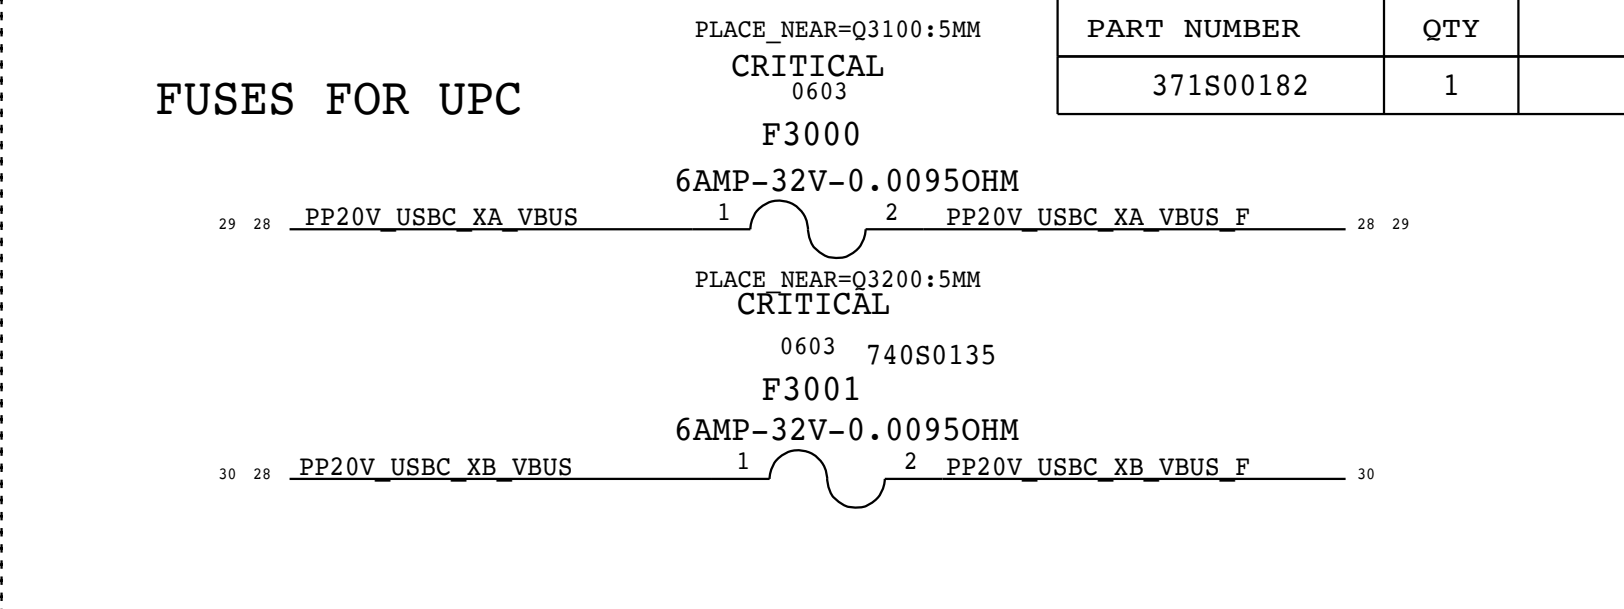 PLACE_NEAR=Q3100:5MM
CRITICAL
0603
FUSES FOR UPC
F3000
6AMP-32V-0.0095OHM
29 28 PP20V_USBC_XA_VBUS 1 2 PP20V_USBC_XA_VBUS_F 28 29
PLACE_NEAR=Q3200:5MM
CRITICAL
0603 740S0135
F3001
6AMP-32V-0.0095OHM
30 28 PP20V_USBC_XB_VBUS 1 2 PP20V_USBC_XB_VBUS_F 30
PART NUMBER QTY
371S00182 1